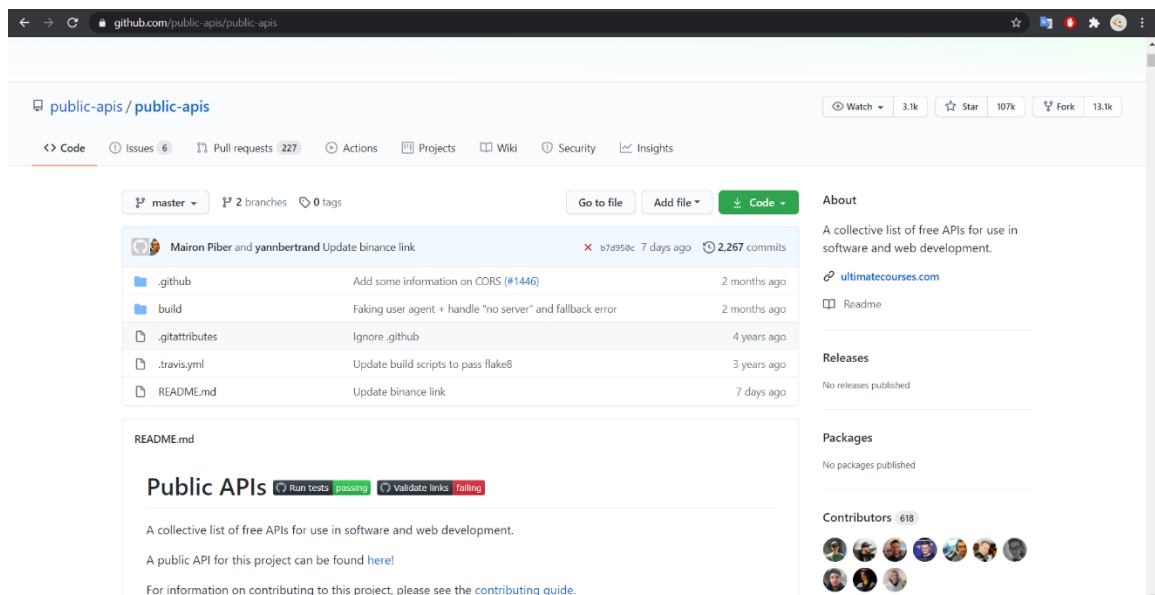 github.com/public-apis/public-apis
public-apis / public-apis
Watch 3.1k Star 107k Fork 13.1k
Code Issues 6 Pull requests 227 Actions Projects Wiki Security Insights
master 2 branches 0 tags Go to file Add file Code
Mairon Piber and yannbertrand Update binance link b7d950c 7 days ago 2,267 commits
.github Add some information on CORS (#1446) 2 months ago
build Faking user agent + handle "no server" and fallback error 2 months ago
.gitattributes Ignore .github 4 years ago
.travis.yml Update build scripts to pass flake8 3 years ago
README.md Update binance link 7 days ago
README.md
Public APIs Run tests passing Validate links failing
A collective list of free APIs for use in software and web development.
A public API for this project can be found here!
For information on contributing to this project, please see the contributing guide.
About
A collective list of free APIs for use in
software and web development.
ultimatecourses.com
Readme
Releases
No releases published
Packages
No packages published
Contributors 618